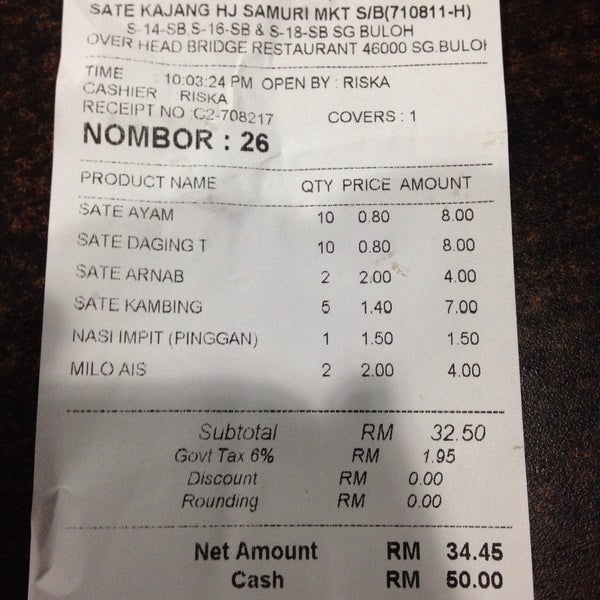 SATE KAJANG HJ SAMURI MKT S/B(710811-H)
S-14-SB,S-16-SB & S-18-SB SG BULOH
OVER HEAD BRIDGE RESTAURANT 46000 SG.BULOH
TIME : 10:03:24 PM OPEN BY : RISKA
CASHIER : RISKA
RECEIPT NO :C2-708217 COVERS : 1
NOMBOR : 26
PRODUCT NAME QTY PRICE AMOUNT
SATE AYAM 10 0.80 8.00
SATE DAGING T 10 0.80 8.00
SATE ARNAB 2 2.00 4.00
SATE KAMBING 5 1.40 7.00
NASI IMPIT (PINGGAN) 1 1.50 1.50
MILO AIS 2 2.00 4.00
Subtotal RM 32.50
Govt Tax 6% RM 1.95
Discount RM 0.00
Rounding RM 0.00
Net Amount RM 34.45
Cash RM 50.00